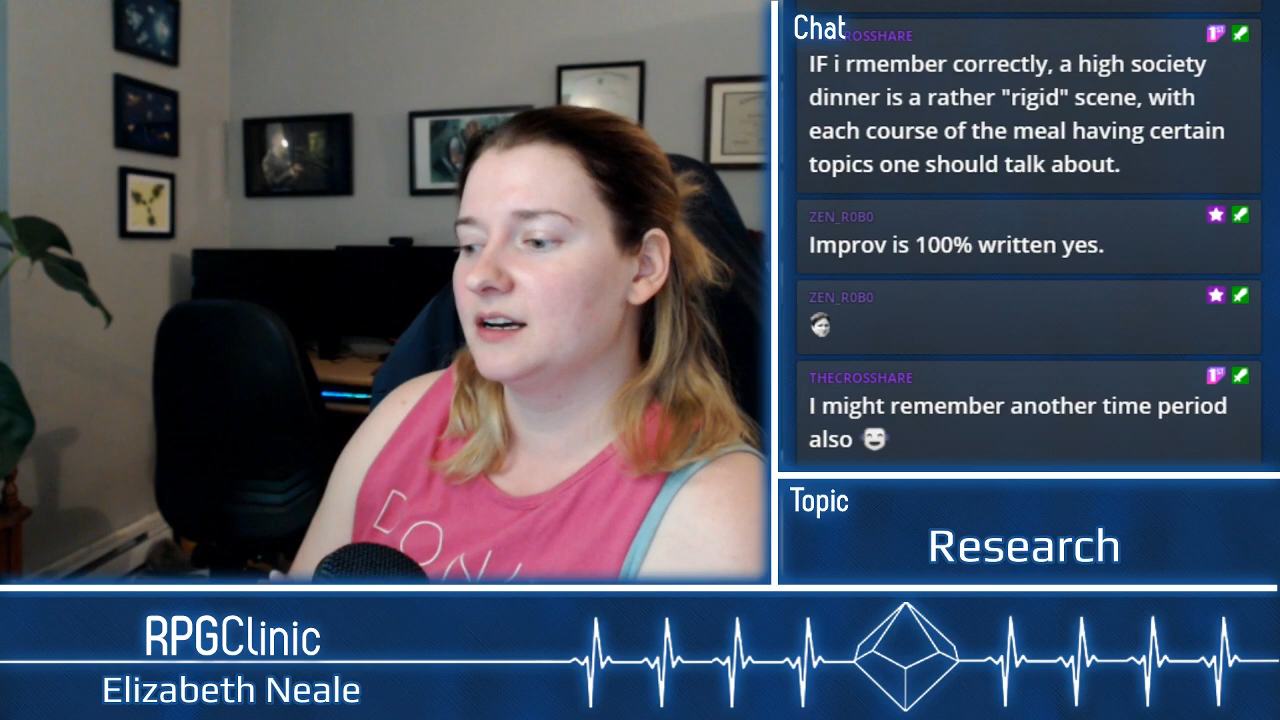 Chat
ROSSHARE
IF i rmember correctly, a high society
dinner is a rather "rigid" scene, with
each course of the meal having certain
topics one should talk about.
ZEN_R0B0
Improv is 100% written yes.
ZEN_R0B0
THECROSSHARE
I might remember another time period
also
Topic
Research
RPGClinic
Elizabeth Neale